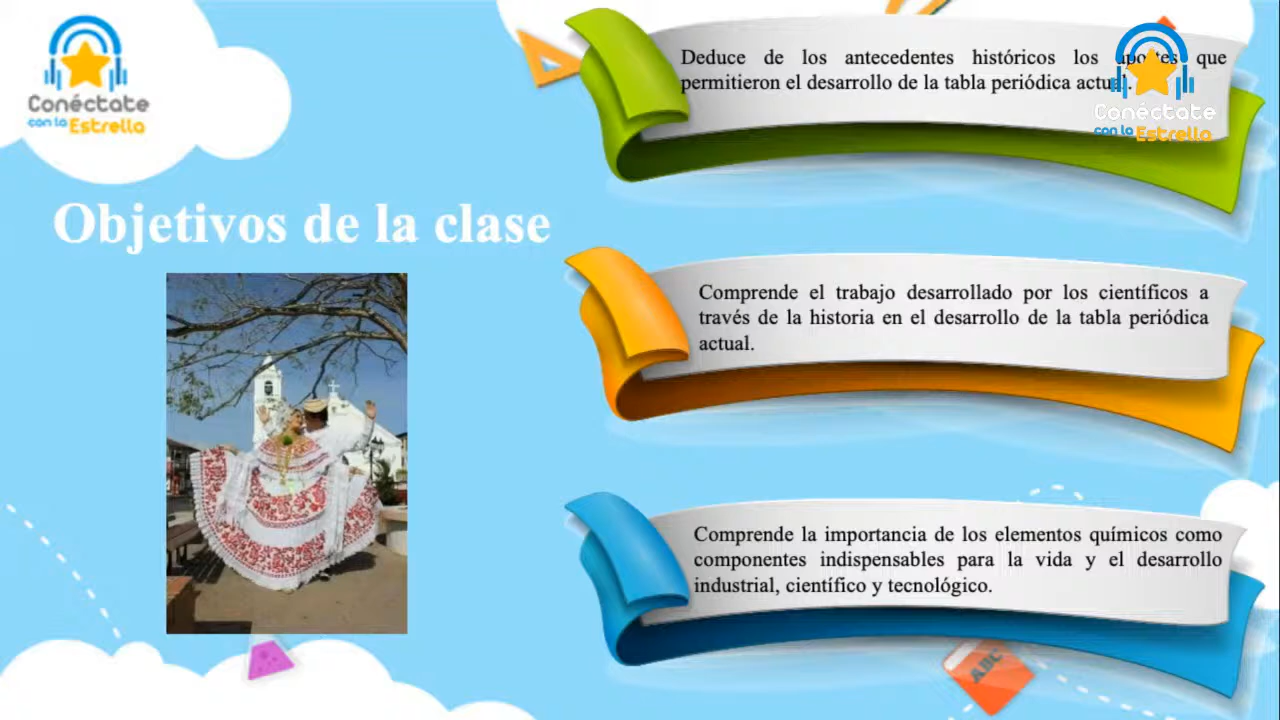 Conéctate
con la Estrella
Objetivos de la clase
Deduce de los antecedentes históricos los aportes que
permitieron el desarrollo de la tabla periódica actual.
Conéctate
con la Estrella
Comprende el trabajo desarrollado por los científicos a
través de la historia en el desarrollo de la tabla periódica
actual.
Comprende la importancia de los elementos químicos como
componentes indispensables para la vida y el desarrollo
industrial, científico y tecnológico.
ABC